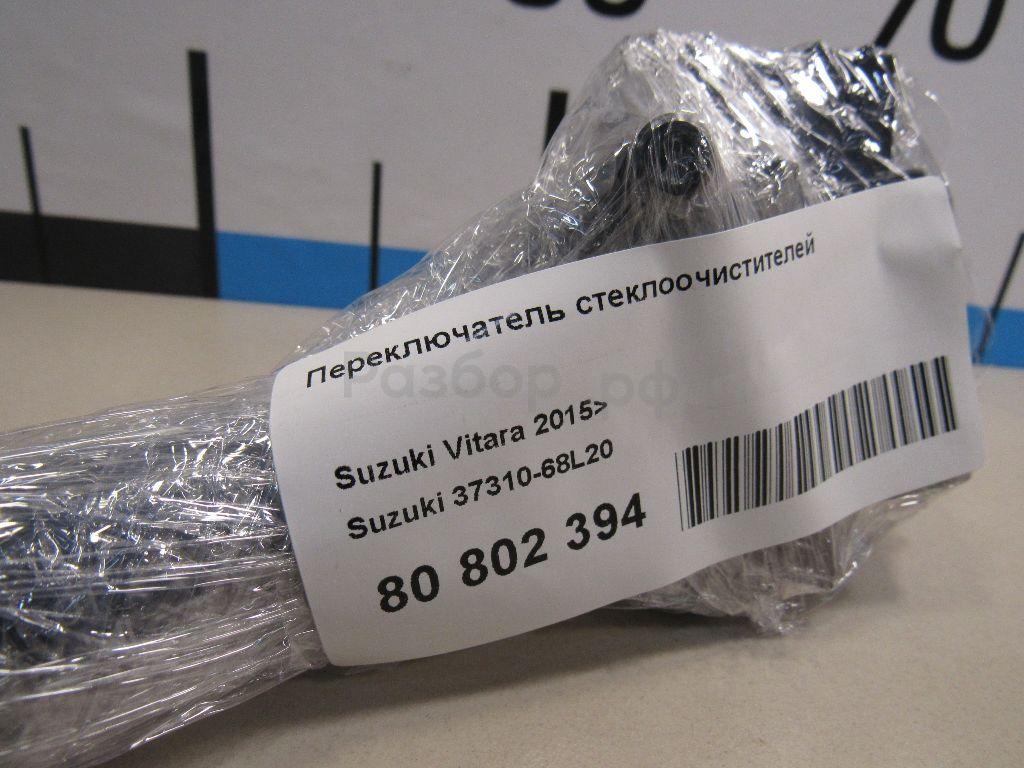 Переключатель стеклоочистителей
Разбор.рф
Suzuki Vitara 2015>
Suzuki 37310-68L20
80 802 394